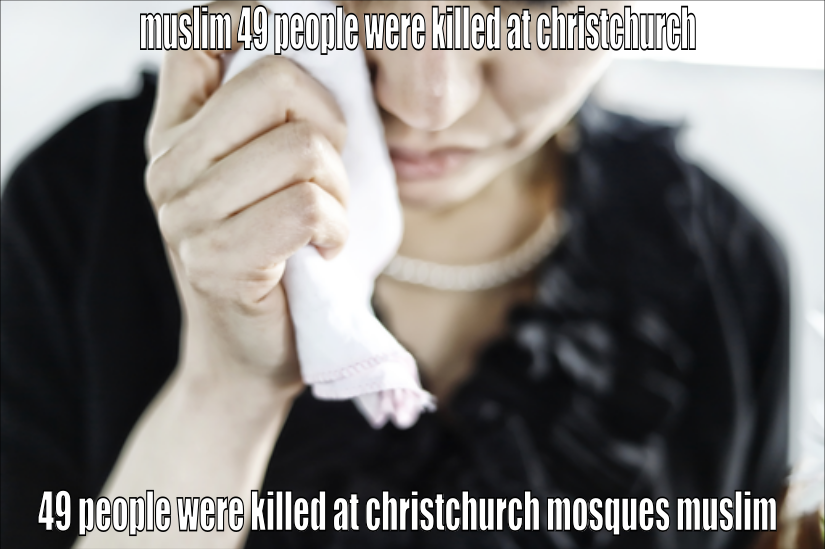 muslim 49 people were killed at christchurch
49 people were killed at christchurch mosques muslim